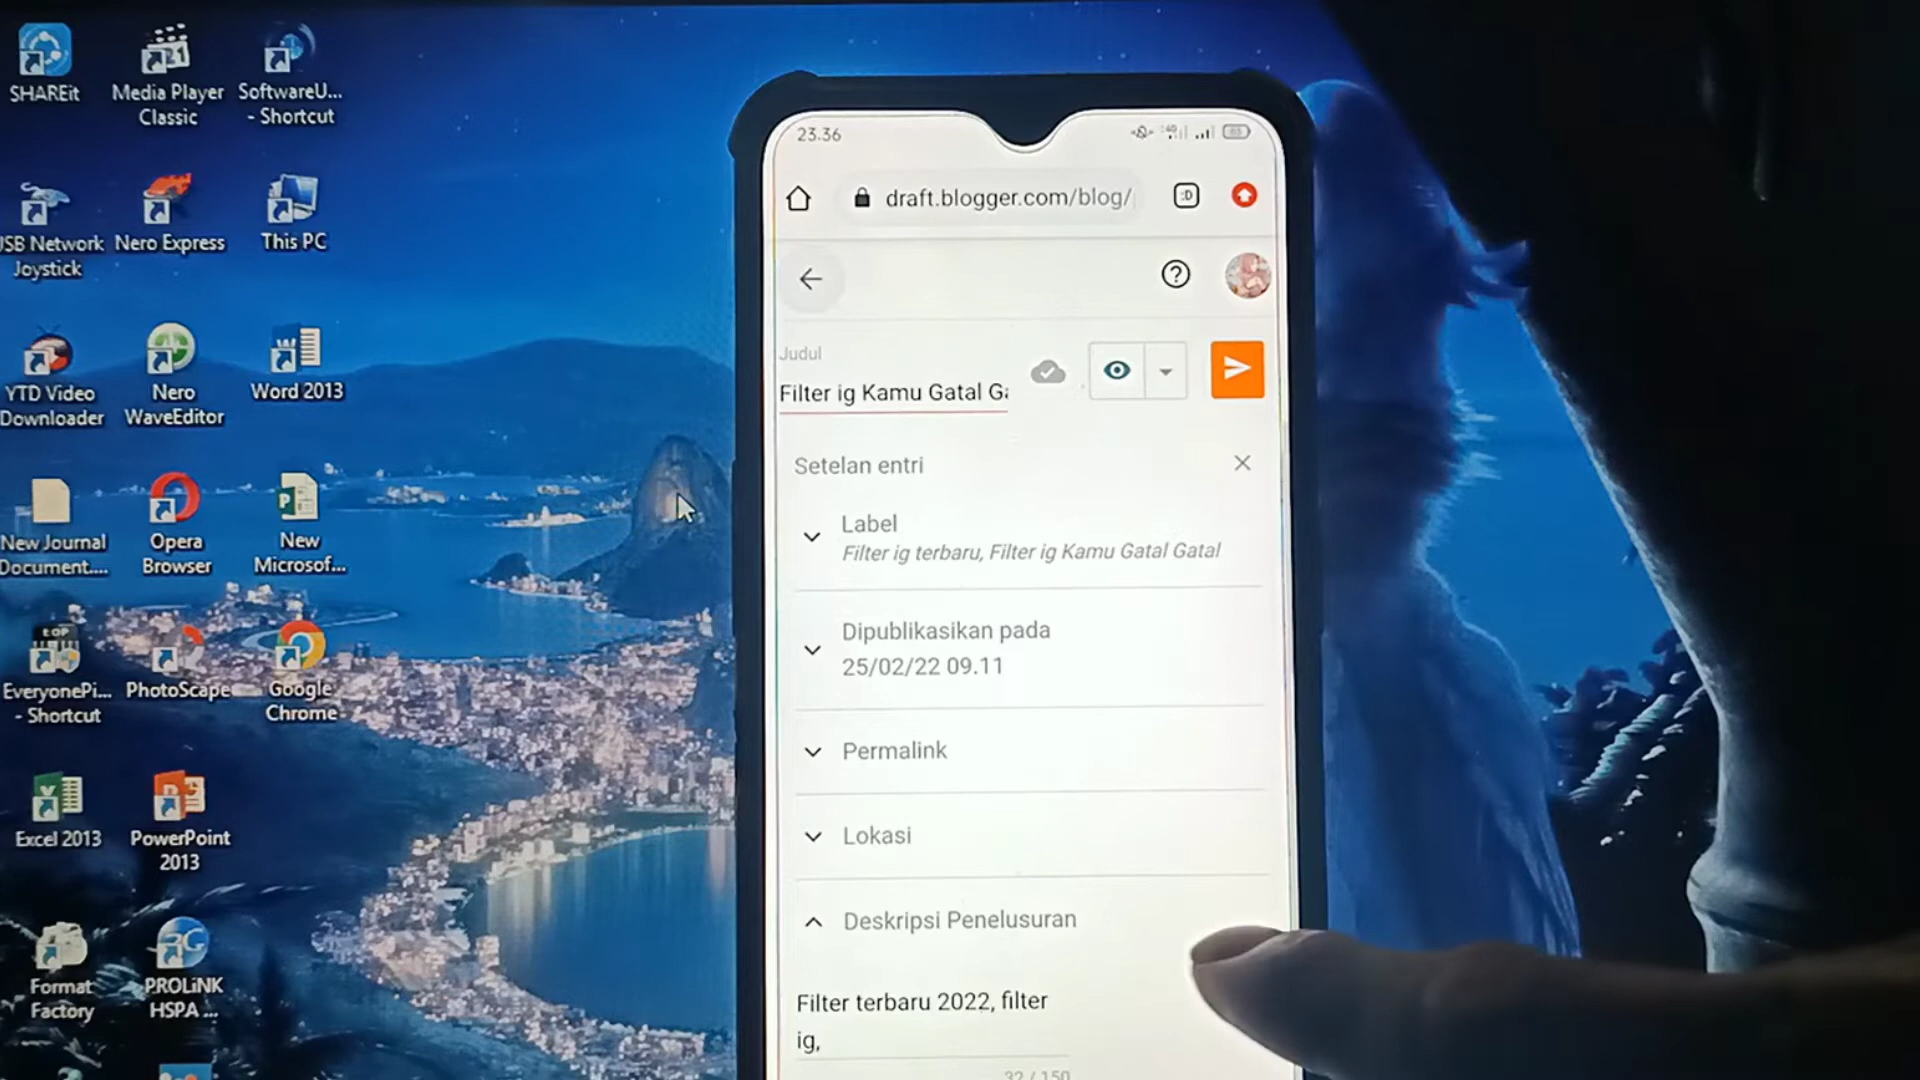 SHAREit
Media Player
Classic
SoftwareU...
- Shortcut
USB Network
Joystick
Nero Express
This PC
YTD Video
Downloader
Nero
WaveEditor
Word 2013
New Journal
Document....
Opera
Browser
New
Microsof...
EveryonePi...
- Shortcut
PhotoScape
Google
Chrome
Excel 2013
PowerPoint
2013
Format
Factory
PROLiNK
HSPA ...
23.36
draft.blogger.com/blog/
:D
Judul
Filter ig Kamu Gatal Ga
Setelan entri
Label
Filter ig terbaru, Filter ig Kamu Gatal Gatal
Dipublikasikan pada
25/02/22 09.11
Permalink
Lokasi
Deskripsi Penelusuran
Filter terbaru 2022, filter
ig,
32 / 150